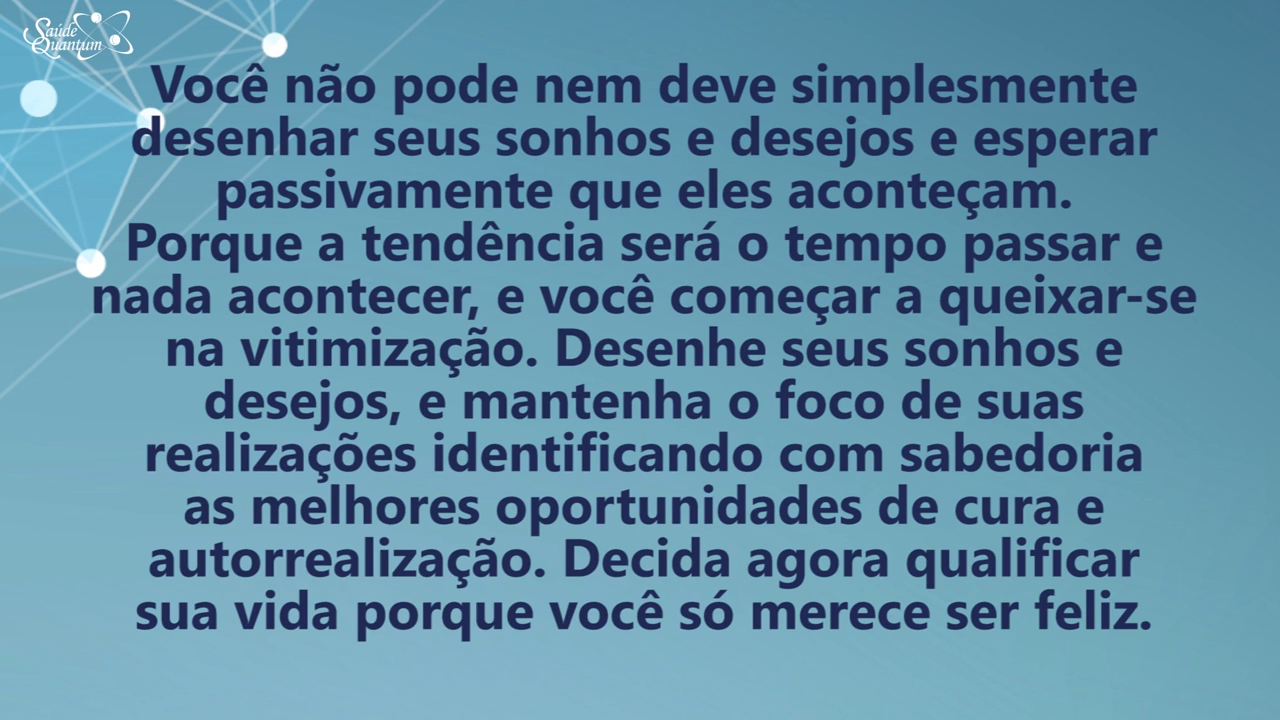 Saúde
Quantum
Você não pode nem deve simplesmente
desenhar seus sonhos e desejos e esperar
passivamente que eles aconteçam.
Porque a tendência será o tempo passar e
nada acontecer, e você começar a queixar-se
na vitimização. Desenhe seus sonhos e
desejos, e mantenha o foco de suas
realizações identificando com sabedoria
as melhores oportunidades de cura e
autorrealização. Decida agora qualificar
sua vida porque você só merece ser feliz.